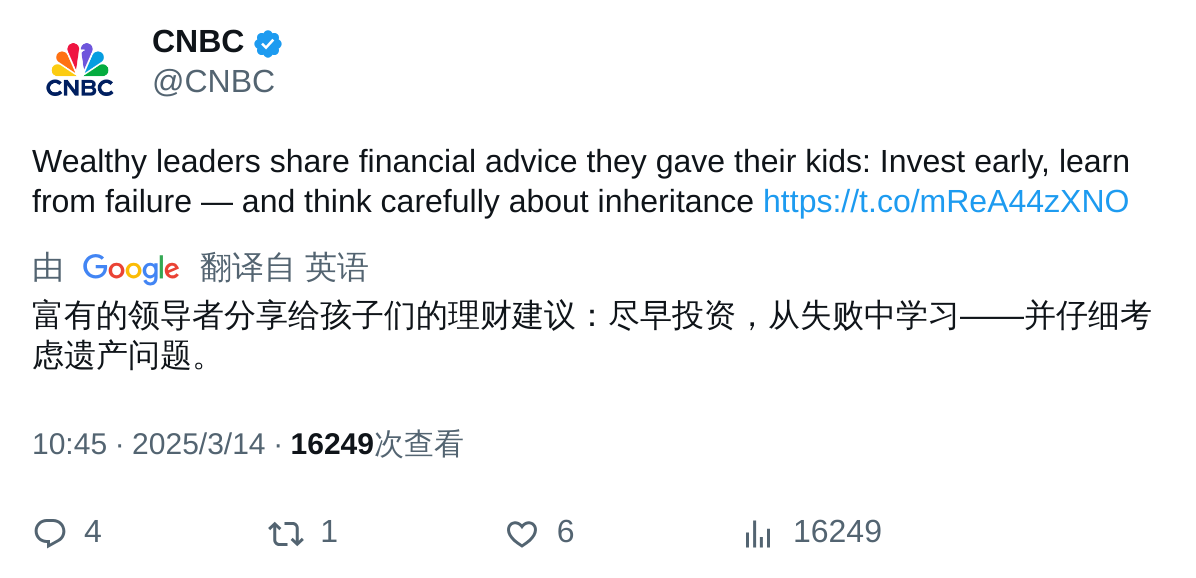 CNBC
CNBC
@CNBC
Wealthy leaders share financial advice they gave their kids: Invest early, learn
from failure — and think carefully about inheritance https://t.co/mReA44zXNO
由 Google 翻译自 英语
富有的领导者分享给孩子们的理财建议：尽早投资，从失败中学习——并仔细考
虑遗产问题。
10:45 · 2025/3/14 · 16249次查看
4 1 6 16249